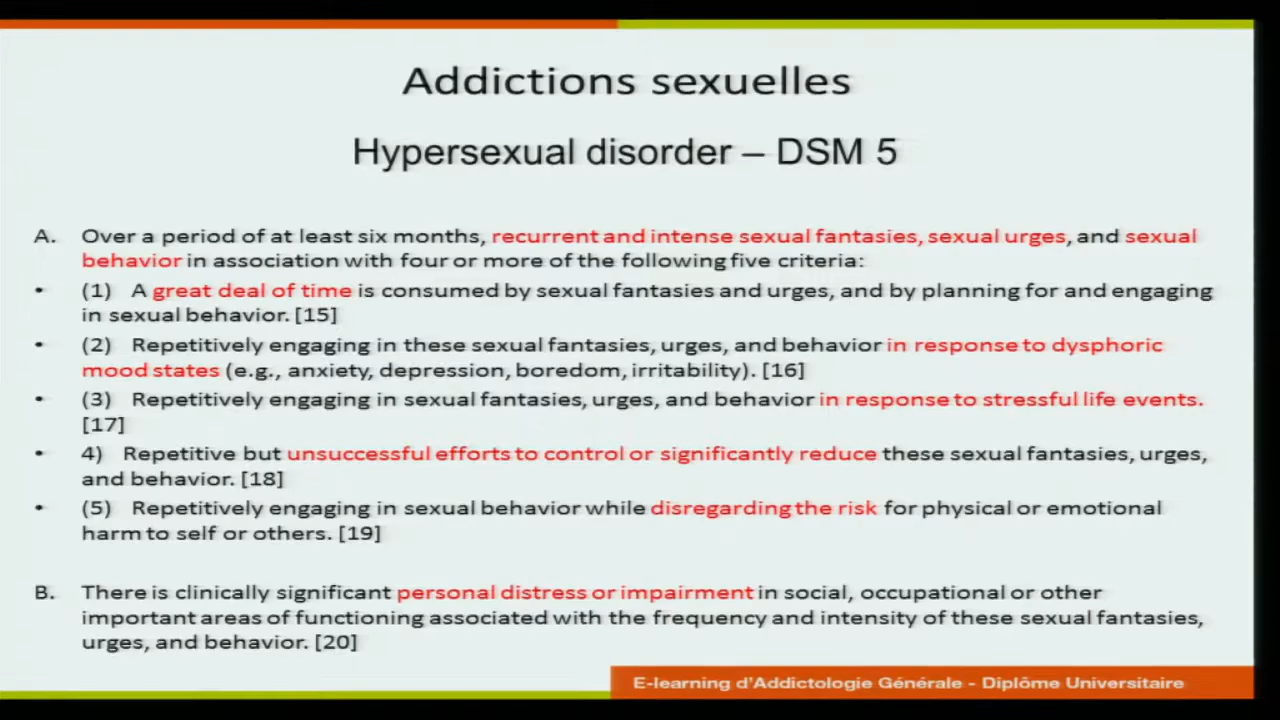 Addictions sexuelles
Hypersexual disorder – DSM 5
A. Over a period of at least six months, recurrent and intense sexual fantasies, sexual urges, and sexual
behavior in association with four or more of the following five criteria:
• (1) A great deal of time is consumed by sexual fantasies and urges, and by planning for and engaging
in sexual behavior. [15]
• (2) Repetitively engaging in these sexual fantasies, urges, and behavior in response to dysphoric
mood states (e.g., anxiety, depression, boredom, irritability). [16]
• (3) Repetitively engaging in sexual fantasies, urges, and behavior in response to stressful life events.
[17]
• 4) Repetitive but unsuccessful efforts to control or significantly reduce these sexual fantasies, urges,
and behavior. [18]
• (5) Repetitively engaging in sexual behavior while disregarding the risk for physical or emotional
harm to self or others. [19]
B. There is clinically significant personal distress or impairment in social, occupational or other
important areas of functioning associated with the frequency and intensity of these sexual fantasies,
urges, and behavior. [20]
E-learning d'Addictologie Générale - Diplôme Universitaire